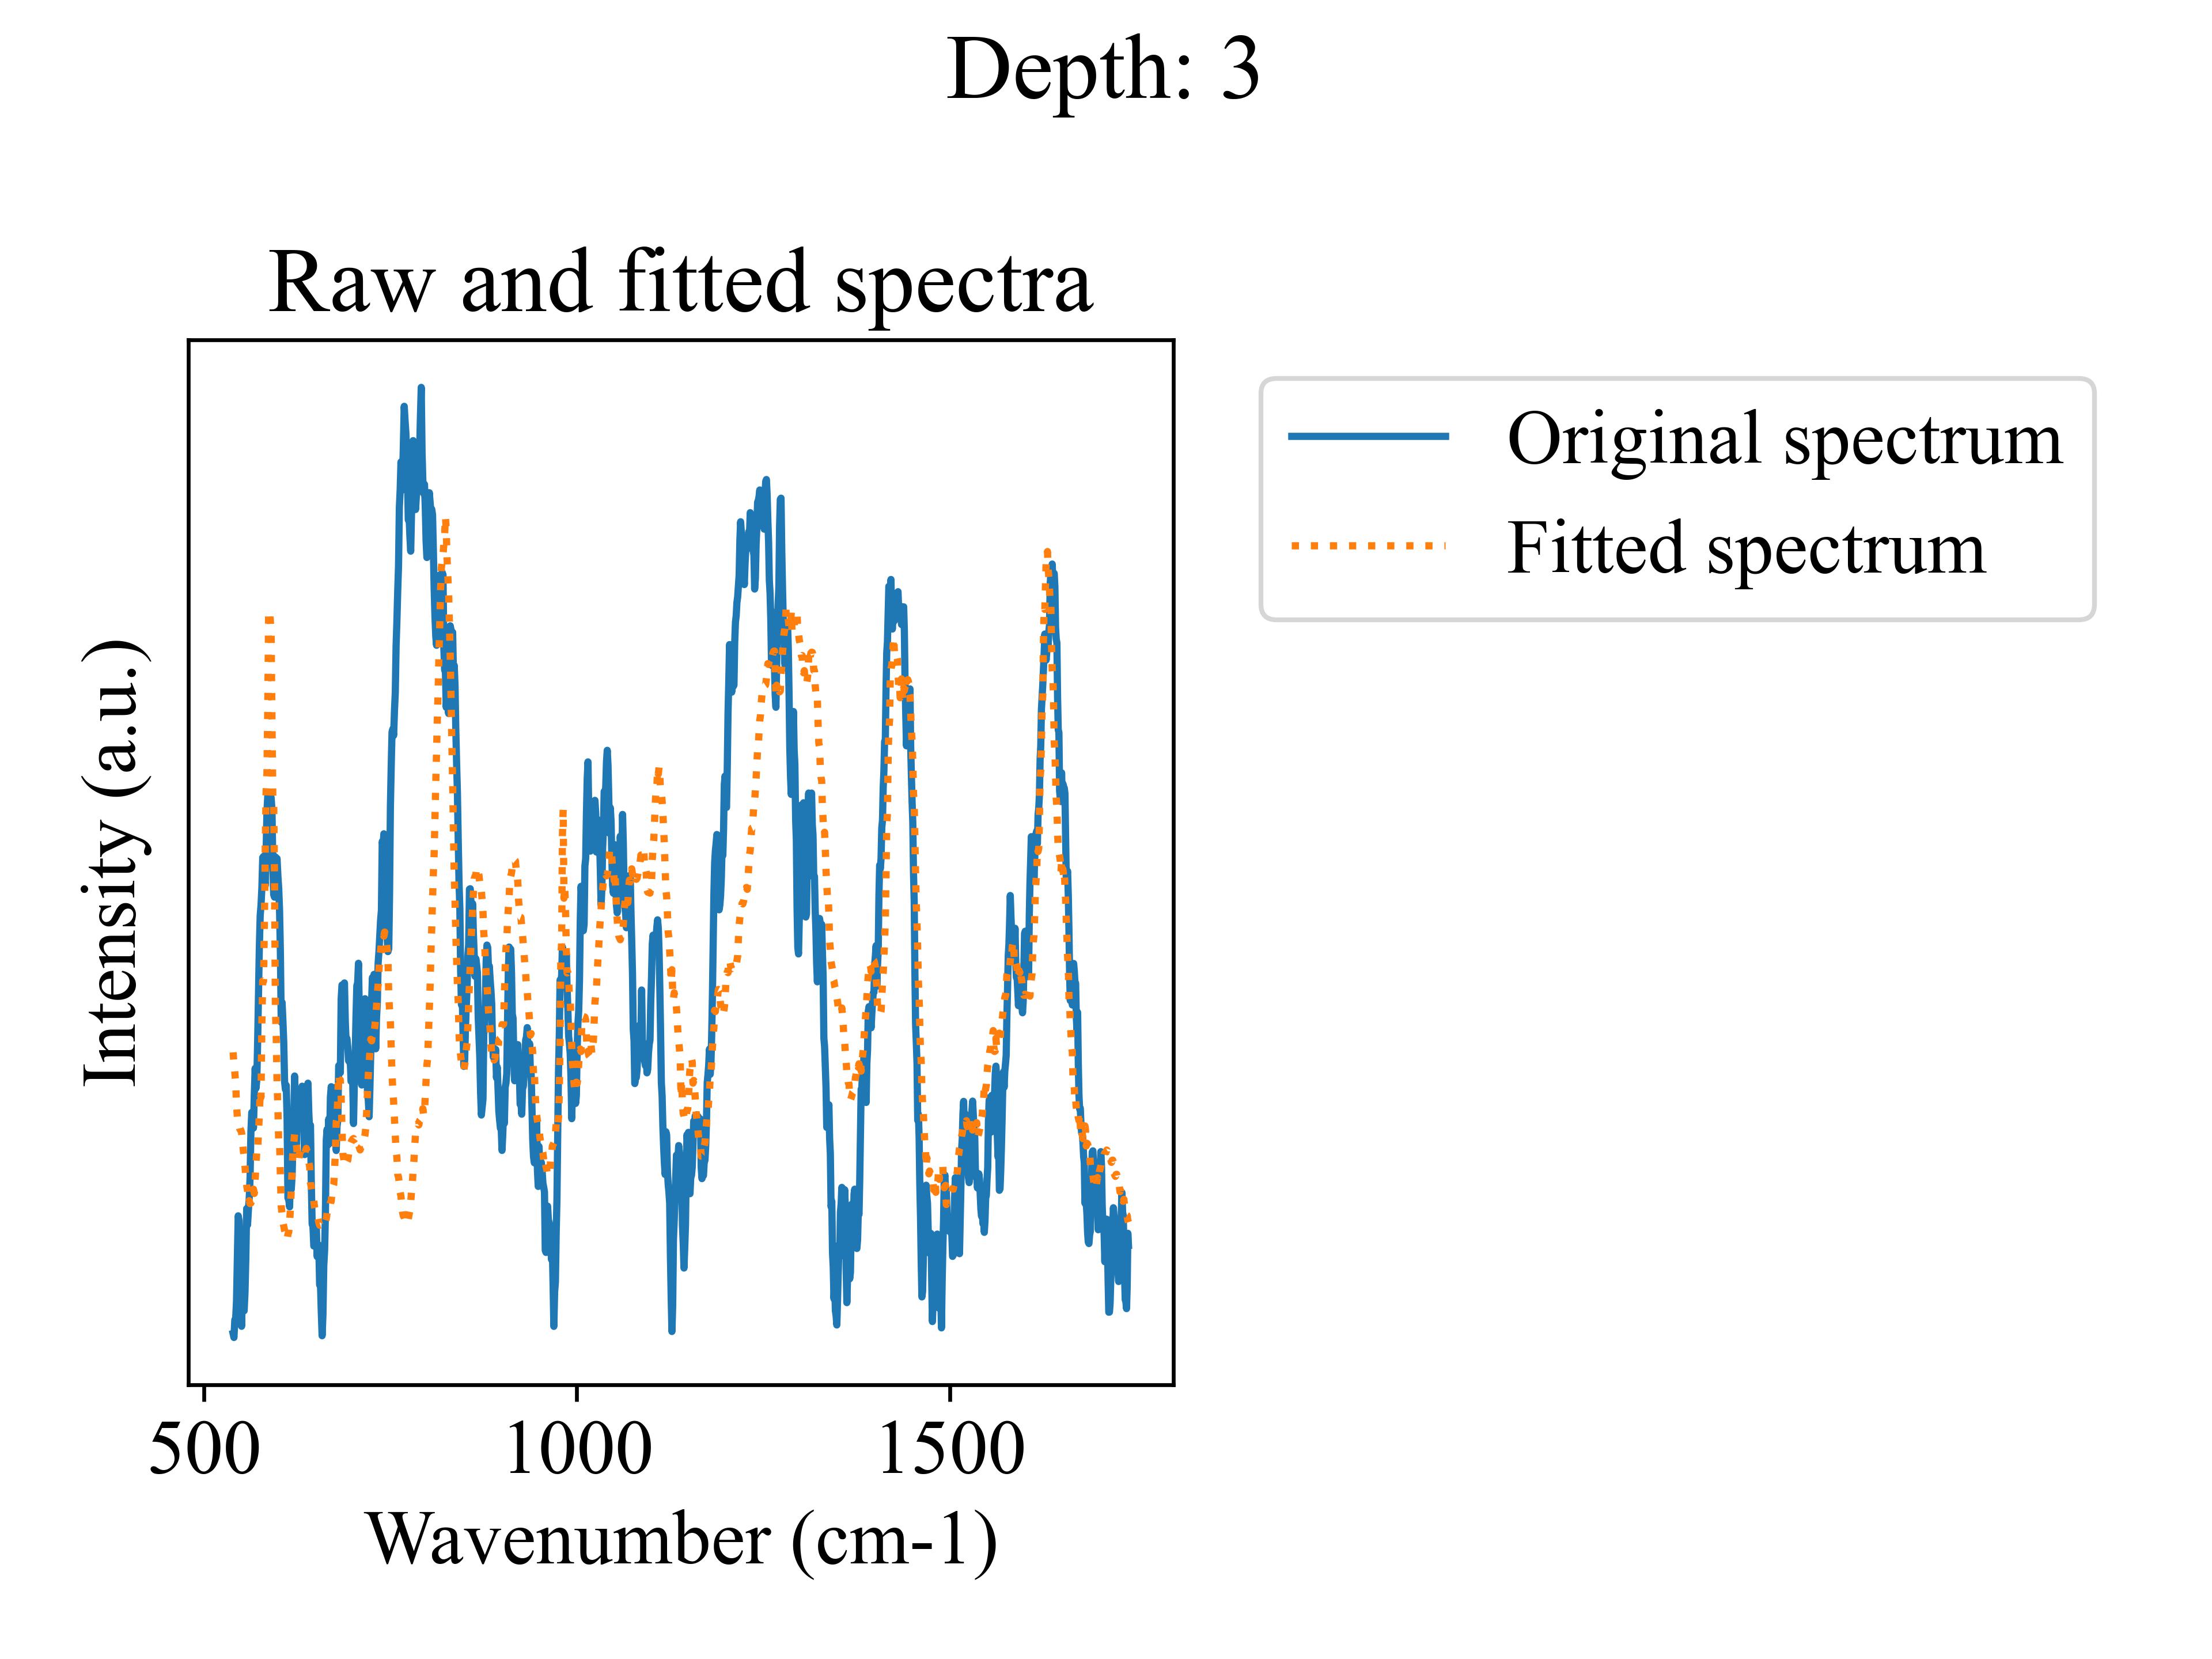 Depth: 3
Raw and fitted spectra
Original spectrum
Fitted spectrum
Intensity (a.u.)
500 1000 1500
Wavenumber (cm-1)